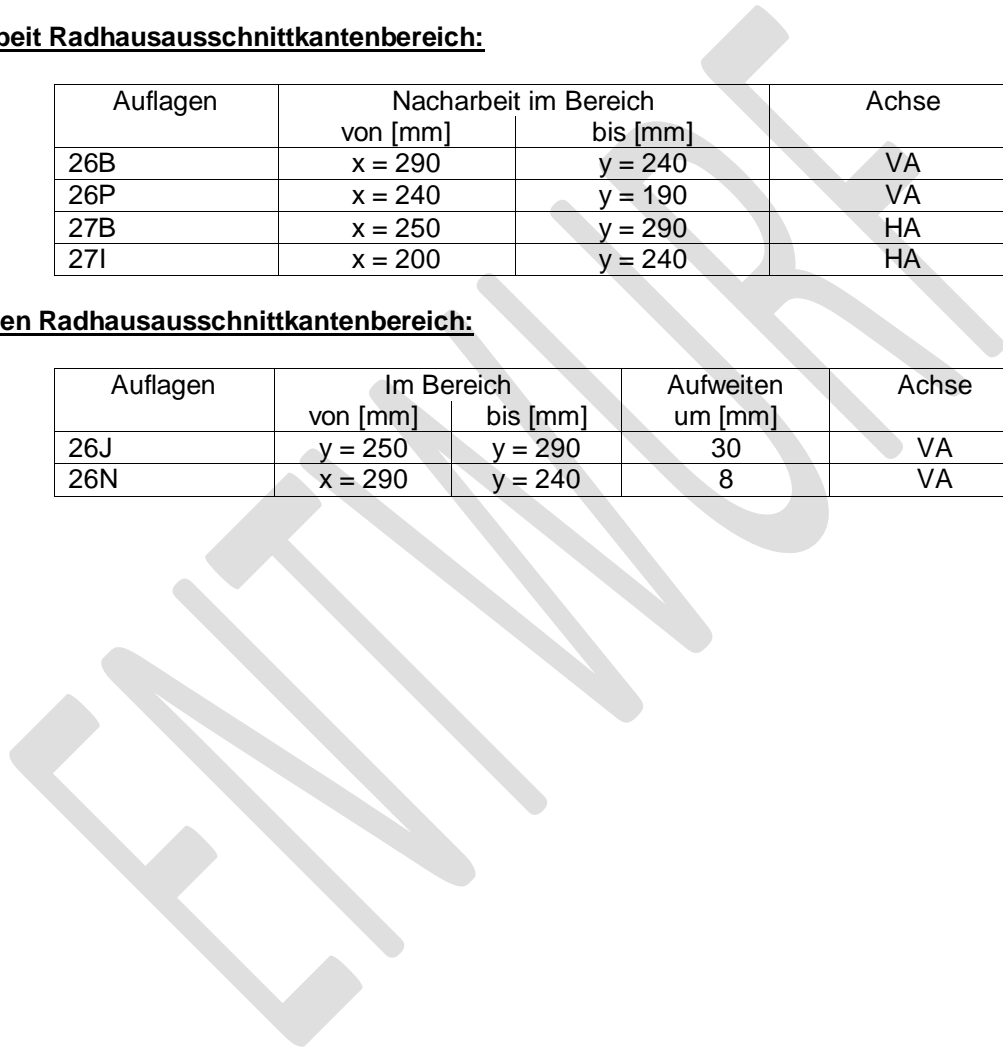 beit Radhausausschnittkantenbereich:
Auflagen Nacharbeit im Bereich Achse
von [mm] bis [mm]
26B x = 290 y = 240 VA
26P x = 240 y = 190 VA
27B x = 250 y = 290 HA
27I x = 200 y = 240 HA
en Radhausausschnittkantenbereich:
Auflagen Im Bereich Aufweiten Achse
von [mm] bis [mm] um [mm]
26J y = 250 y = 290 30 VA
26N x = 290 y = 240 8 VA
ENTWURF